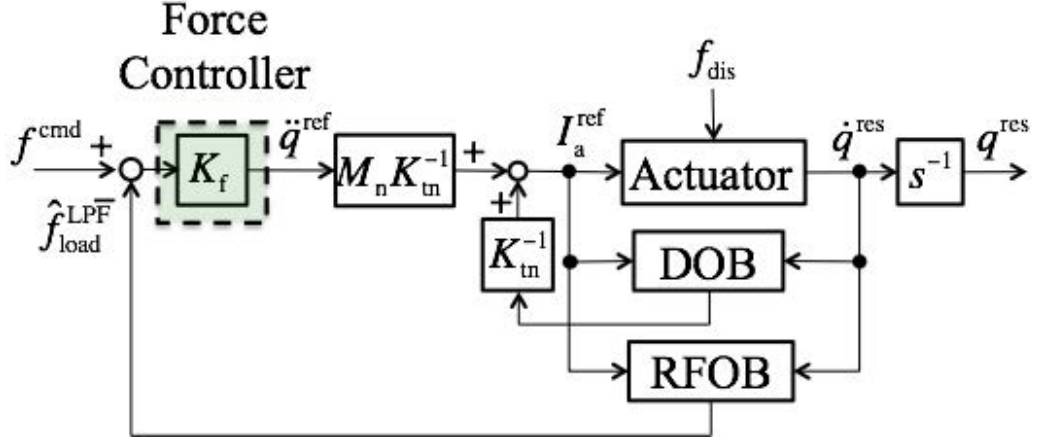 Force
Controller
f^cmd
+
f̂_load^LPF
−
K_f
q̈^ref
M_n K_tn^-1
+
+
K_tn^-1
I_a^ref
f_dis
Actuator
q̇^res
s^-1
q^res
DOB
RFOB